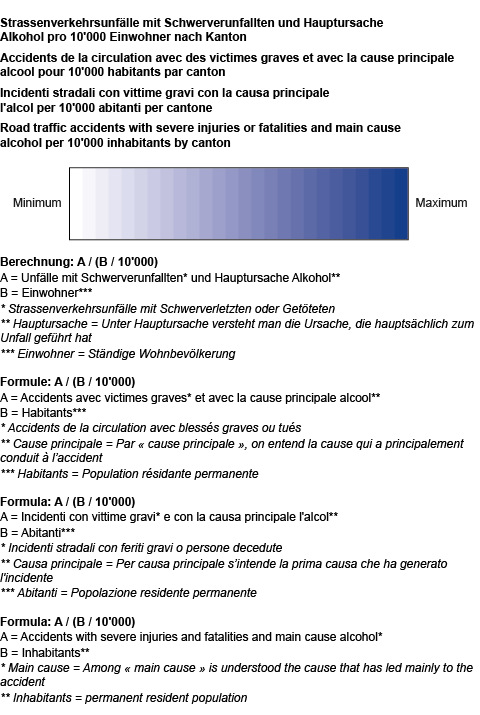 Strassenverkehrsunfälle mit Schwerverunfallten und Hauptursache
Alkohol pro 10'000 Einwohner nach Kanton
Accidents de la circulation avec des victimes graves et avec la cause principale
alcool pour 10'000 habitants par canton
Incidenti stradali con vittime gravi con la causa principale
l'alcol per 10'000 abitanti per cantone
Road traffic accidents with severe injuries or fatalities and main cause
alcohol per 10'000 inhabitants by canton
Minimum
Maximum
Berechnung: A / (B / 10'000)
A = Unfälle mit Schwerverunfallten* und Hauptursache Alkohol**
B = Einwohner***
* Strassenverkehrsunfälle mit Schwerverletzten oder Getöteten
** Hauptursache = Unter Hauptursache versteht man die Ursache, die hauptsächlich zum
Unfall geführt hat
*** Einwohner = Ständige Wohnbevölkerung
Formule: A / (B / 10'000)
A = Accidents avec victimes graves* et avec la cause principale alcool**
B = Habitants***
* Accidents de la circulation avec blessés graves ou tués
** Cause principale = Par « cause principale », on entend la cause qui a principalement
conduit à l'accident
*** Habitants = Population résidante permanente
Formula: A / (B / 10'000)
A = Incidenti con vittime gravi* e con la causa principale l'alcol**
B = Abitanti***
* Incidenti stradali con feriti gravi o persone decedute
** Causa principale = Per causa principale s'intende la prima causa che ha generato
l'incidente
*** Abitanti = Popolazione residente permanente
Formula: A / (B / 10'000)
A = Accidents with severe injuries and fatalities and main cause alcohol*
B = Inhabitants**
* Main cause = Among « main cause » is understood the cause that has led mainly to the
accident
** Inhabitants = permanent resident population